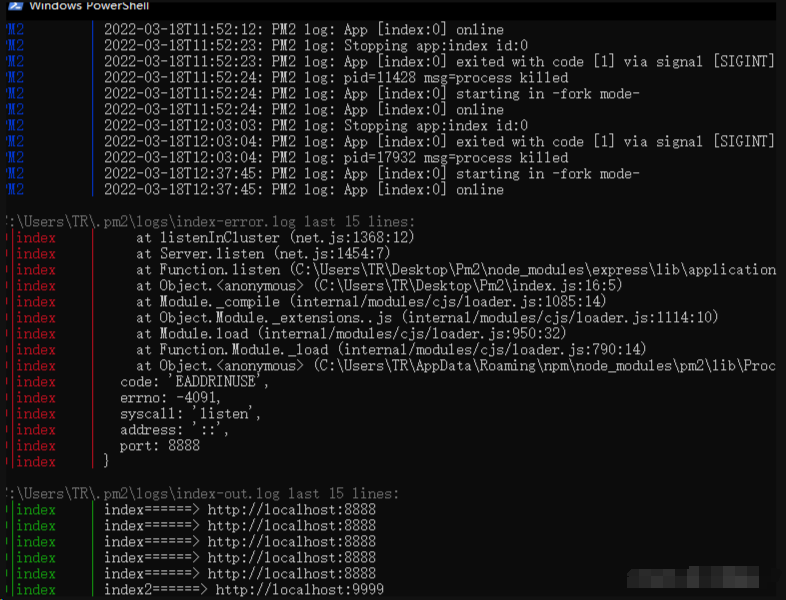 Windows PowerShell
PM2 | 2022-03-18T11:52:12: PM2 log: App [index:0] online
PM2 | 2022-03-18T11:52:23: PM2 log: Stopping app:index id:0
PM2 | 2022-03-18T11:52:23: PM2 log: App [index:0] exited with code [1] via signal [SIGINT]
PM2 | 2022-03-18T11:52:24: PM2 log: pid=11428 msg=process killed
PM2 | 2022-03-18T11:52:24: PM2 log: App [index:0] starting in -fork mode-
PM2 | 2022-03-18T11:52:24: PM2 log: App [index:0] online
PM2 | 2022-03-18T12:03:03: PM2 log: Stopping app:index id:0
PM2 | 2022-03-18T12:03:04: PM2 log: App [index:0] exited with code [1] via signal [SIGINT]
PM2 | 2022-03-18T12:03:04: PM2 log: pid=17932 msg=process killed
PM2 | 2022-03-18T12:37:45: PM2 log: App [index:0] starting in -fork mode-
PM2 | 2022-03-18T12:37:45: PM2 log: App [index:0] online
:\Users\TR\.pm2\logs\index-error.log last 15 lines:
|index | at listenInCluster (net.js:1368:12)
|index | at Server.listen (net.js:1454:7)
|index | at Function.listen (C:\Users\TR\Desktop\Pm2\node_modules\express\lib\application
|index | at Object.<anonymous> (C:\Users\TR\Desktop\Pm2\index.js:16:5)
|index | at Module._compile (internal/modules/cjs/loader.js:1085:14)
|index | at Object.Module._extensions..js (internal/modules/cjs/loader.js:1114:10)
|index | at Module.load (internal/modules/cjs/loader.js:950:32)
|index | at Function.Module._load (internal/modules/cjs/loader.js:790:14)
|index | at Object.<anonymous> (C:\Users\TR\AppData\Roaming\npm\node_modules\pm2\lib\Proc
|index | code: 'EADDRINUSE',
|index | errno: -4091,
|index | syscall: 'listen',
|index | address: '::',
|index | port: 8888
|index | }
:\Users\TR\.pm2\logs\index-out.log last 15 lines:
|index | index======> http://localhost:8888
|index | index======> http://localhost:8888
|index | index======> http://localhost:8888
|index | index======> http://localhost:8888
|index | index======> http://localhost:8888
|index | index2======> http://localhost:9999